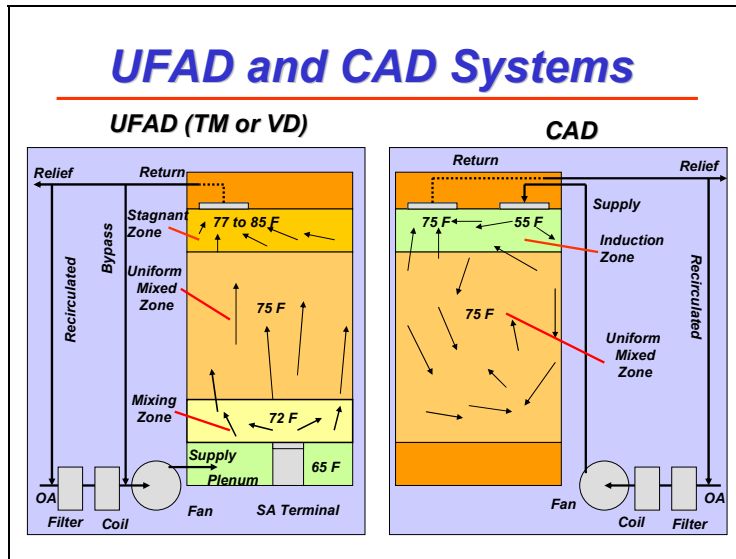 UFAD and CAD Systems
UFAD (TM or VD)
Relief
Return
Stagnant
Zone
77 to 85 F
Bypass
Recirculated
Uniform
Mixed
Zone
75 F
Mixing
Zone
72 F
Supply
Plenum
65 F
OA
Filter
Coil
Fan
SA Terminal
CAD
Return
Relief
Supply
75 F
55 F
Induction
Zone
Recirculated
75 F
Uniform
Mixed
Zone
Fan
Coil
Filter
OA